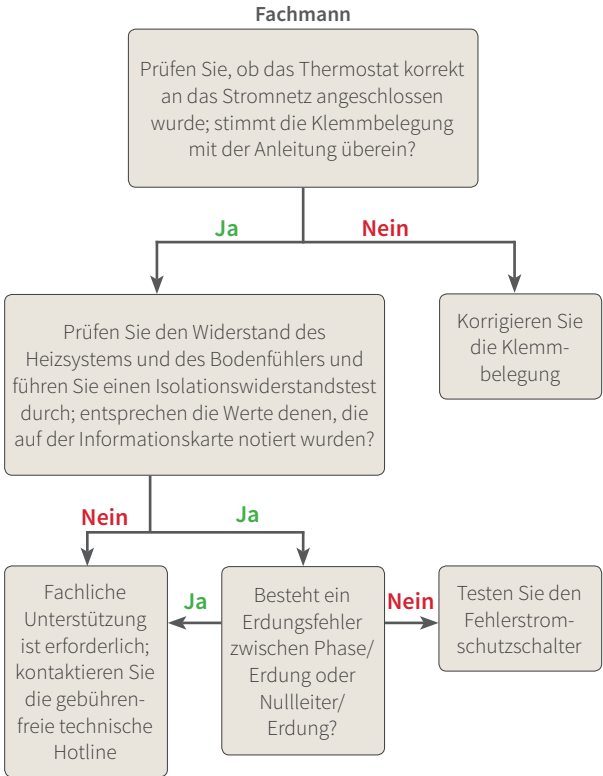 Fachmann
Prüfen Sie, ob das Thermostat korrekt
an das Stromnetz angeschlossen
wurde; stimmt die Klemmbelegung
mit der Anleitung überein?
Ja
Nein
Prüfen Sie den Widerstand des
Heizsystems und des Bodenfühlers und
führen Sie einen Isolationswiderstandstest
durch; entsprechen die Werte denen, die
auf der Informationskarte notiert wurden?
Korrigieren Sie
die Klemm-
belegung
Nein
Ja
Fachliche
Unterstützung
ist erforderlich;
kontaktieren Sie
die gebühren-
freie technische
Hotline
Ja
Besteht ein
Erdungsfehler
zwischen Phase/
Erdung oder
Nullleiter/
Erdung?
Nein
Testen Sie den
Fehlerstrom-
schutzschalter